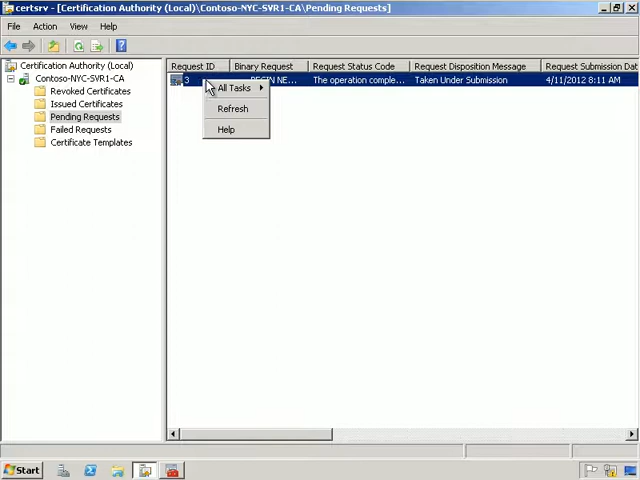 certsrv - [Certification Authority (Local)\Contoso-NYC-SVR1-CA\Pending Requests]
File Action View Help
Certification Authority (Local)
Contoso-NYC-SVR1-CA
Revoked Certificates
Issued Certificates
Pending Requests
Failed Requests
Certificate Templates
Request ID Binary Request Request Status Code Request Disposition Message Request Submission Dat
3 BEGIN NE... The operation comple... Taken Under Submission 4/11/2012 8:11 AM
All Tasks
Refresh
Help
Start